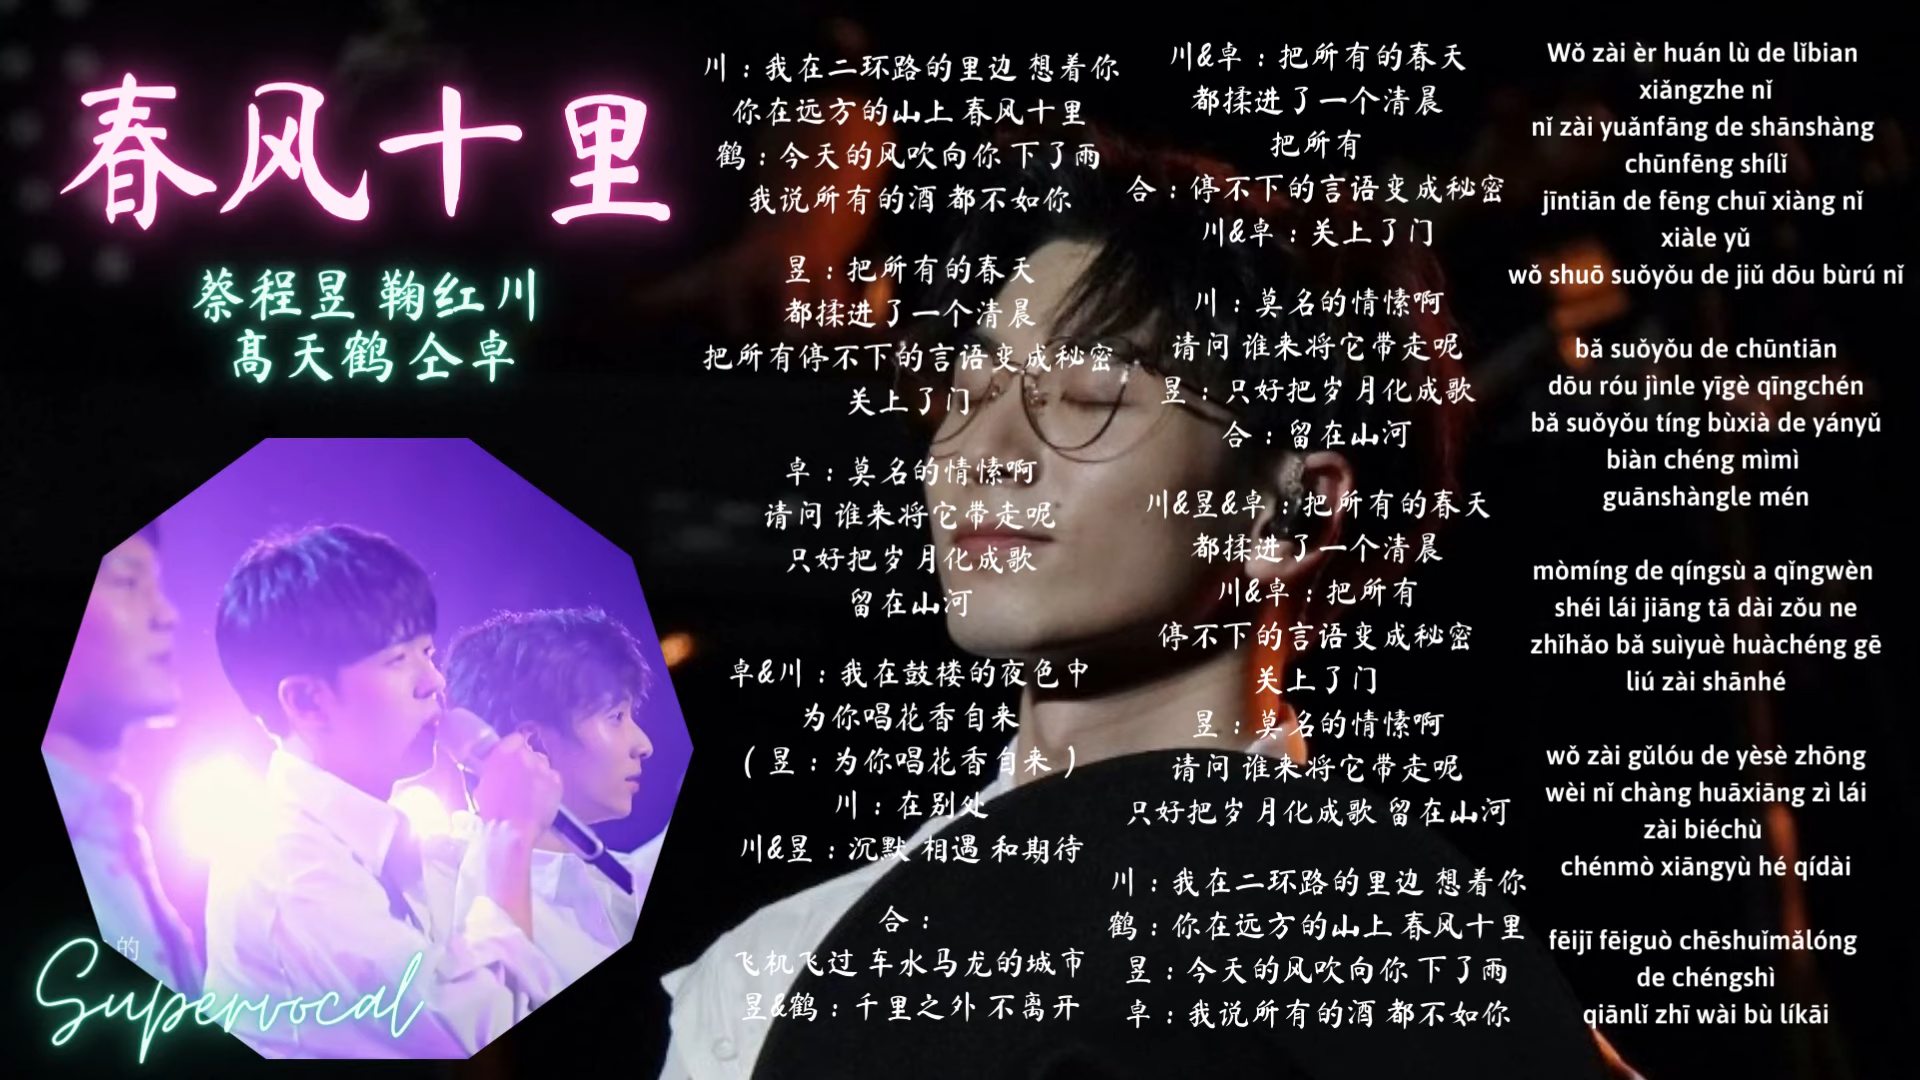 春风十里
蔡程昱 鞠红川
高天鹤 仝卓
的
Supervocal
川：我在二环路的里边 想着你
你在远方的山上 春风十里
鹤：今天的风吹向你 下了雨
我说所有的酒 都不如你
昱：把所有的春天
都揉进了一个清晨
把所有停不下的言语变成秘密
关上了门
卓：莫名的情愫啊
请问 谁来将它带走呢
只好把岁月化成歌
留在山河
卓&川：我在鼓楼的夜色中
为你唱花香自来
（昱：为你唱花香自来）
川：在别处
川&昱：沉默 相遇 和期待
合：
飞机飞过 车水马龙的城市
昱&鹤：千里之外 不离开
川&卓：把所有的春天
都揉进了一个清晨
把所有
合：停不下的言语变成秘密
川&卓：关上了门
川：莫名的情愫啊
请问 谁来将它带走呢
昱：只好把岁月化成歌
合：留在山河
川&昱&卓：把所有的春天
都揉进了一个清晨
川&卓：把所有
停不下的言语变成秘密
关上了门
昱：莫名的情愫啊
请问 谁来将它带走呢
只好把岁月化成歌 留在山河
川：我在二环路的里边 想着你
鹤：你在远方的山上 春风十里
昱：今天的风吹向你 下了雨
卓：我说所有的酒 都不如你
Wǒ zài èr huán lù de lǐbian
xiǎngzhe nǐ
nǐ zài yuǎnfāng de shānshàng
chūnfēng shílǐ
jīntiān de fēng chuī xiàng nǐ
xiàle yǔ
wǒ shuō suǒyǒu de jiǔ dōu bùrú nǐ
bǎ suǒyǒu de chūntiān
dōu róu jìnle yīgè qīngchén
bǎ suǒyǒu tíng bùxià de yányǔ
biàn chéng mìmì
guānshàngle mén
mòmíng de qíngsù a qǐngwèn
shéi lái jiāng tā dài zǒu ne
zhǐhǎo bǎ suìyuè huàchéng gē
liú zài shānhé
wǒ zài gǔlóu de yèsè zhōng
wèi nǐ chàng huāxiāng zì lái
zài biéchù
chénmò xiāngyù hé qídài
fēijī fēiguò chēshuǐmǎlóng
de chéngshì
qiānlǐ zhī wài bù líkāi